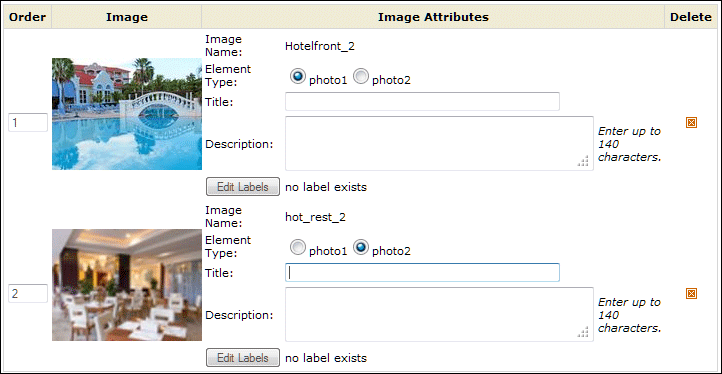 Order Image Image Attributes Delete
Image
Name: Hotelfront_2
Element
Type: photo1 photo2
Title:
1
Description:
Enter up to
140
characters.
Edit Labels no label exists
Image
Name: hot_rest_2
Element
Type: photo1 photo2
Title:
2
Description:
Enter up to
140
characters.
Edit Labels no label exists